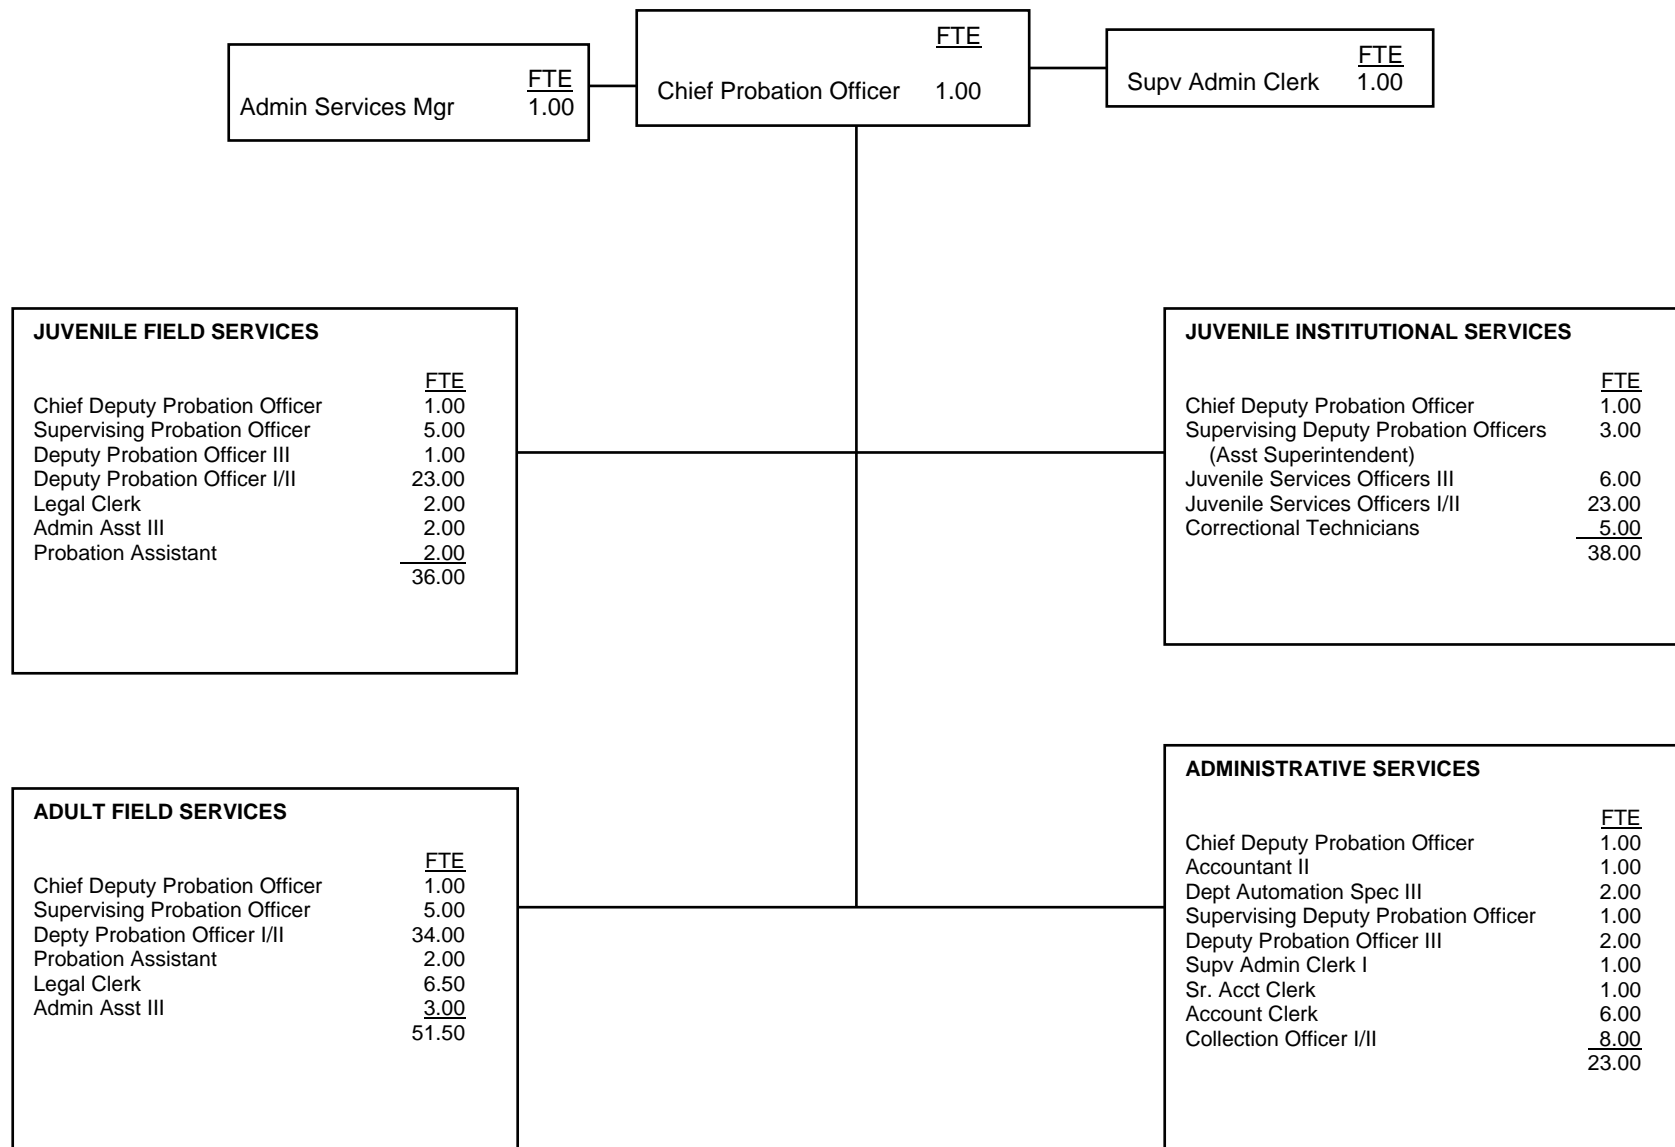 FTE
Admin Services Mgr 1.00
FTE
Chief Probation Officer 1.00
FTE
Supv Admin Clerk 1.00
JUVENILE FIELD SERVICES
FTE
Chief Deputy Probation Officer 1.00
Supervising Probation Officer 5.00
Deputy Probation Officer III 1.00
Deputy Probation Officer I/II 23.00
Legal Clerk 2.00
Admin Asst III 2.00
Probation Assistant 2.00
36.00
JUVENILE INSTITUTIONAL SERVICES
FTE
Chief Deputy Probation Officer 1.00
Supervising Deputy Probation Officers 3.00
(Asst Superintendent)
Juvenile Services Officers III 6.00
Juvenile Services Officers I/II 23.00
Correctional Technicians 5.00
38.00
ADULT FIELD SERVICES
FTE
Chief Deputy Probation Officer 1.00
Supervising Probation Officer 5.00
Depty Probation Officer I/II 34.00
Probation Assistant 2.00
Legal Clerk 6.50
Admin Asst III 3.00
51.50
ADMINISTRATIVE SERVICES
FTE
Chief Deputy Probation Officer 1.00
Accountant II 1.00
Dept Automation Spec III 2.00
Supervising Deputy Probation Officer 1.00
Deputy Probation Officer III 2.00
Supv Admin Clerk I 1.00
Sr. Acct Clerk 1.00
Account Clerk 6.00
Collection Officer I/II 8.00
23.00